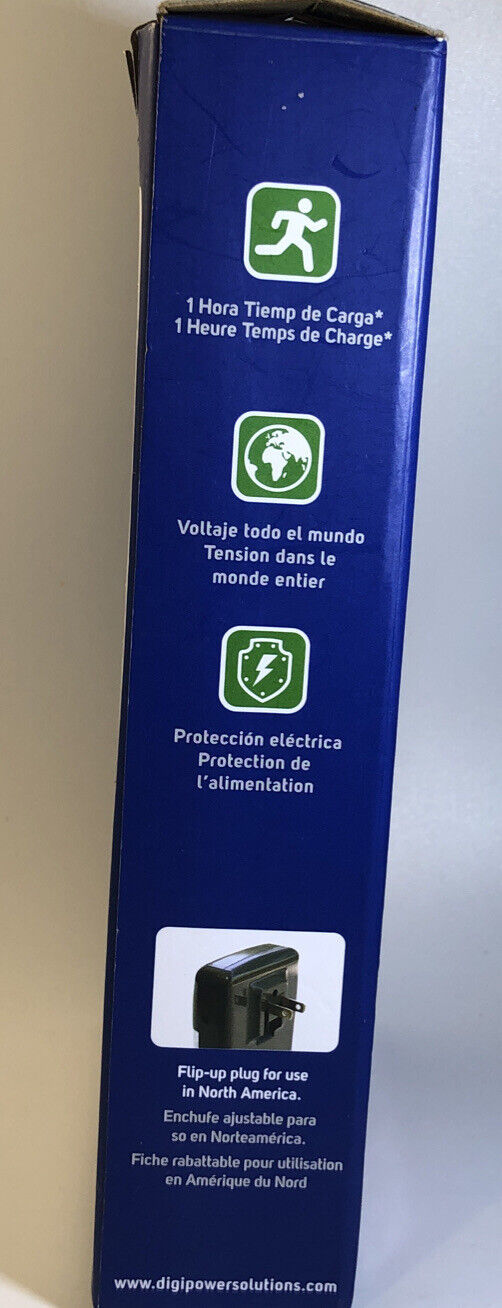 1 Hora Tiemp de Carga*
1 Heure Temps de Charge*
Voltaje todo el mundo
Tension dans le
monde entier
Protección eléctrica
Protection de
l'alimentation
Flip-up plug for use
in North America.
Enchufe ajustable para
so en Norteamérica.
Fiche rabattable pour utilisation
en Amérique du Nord
www.digipowersolutions.com